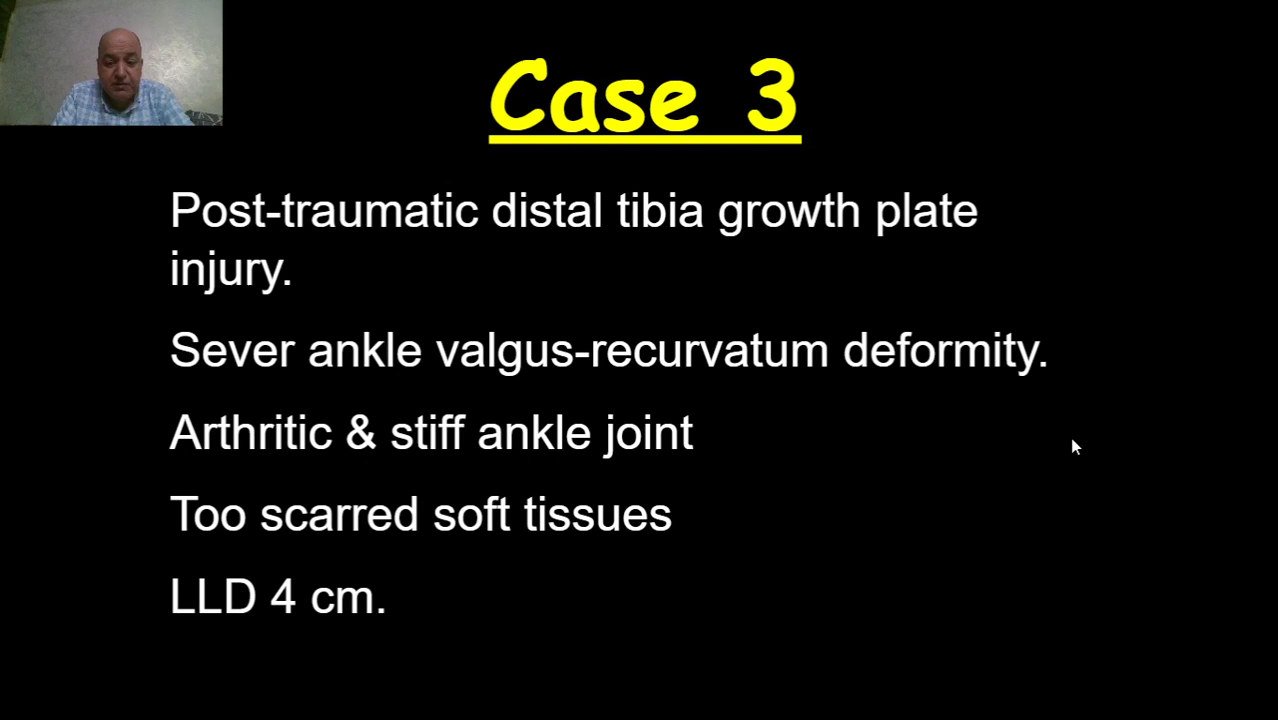 Case 3
Post-traumatic distal tibia growth plate
injury.
Sever ankle valgus-recurvatum deformity.
Arthritic & stiff ankle joint
Too scarred soft tissues
LLD 4 cm.